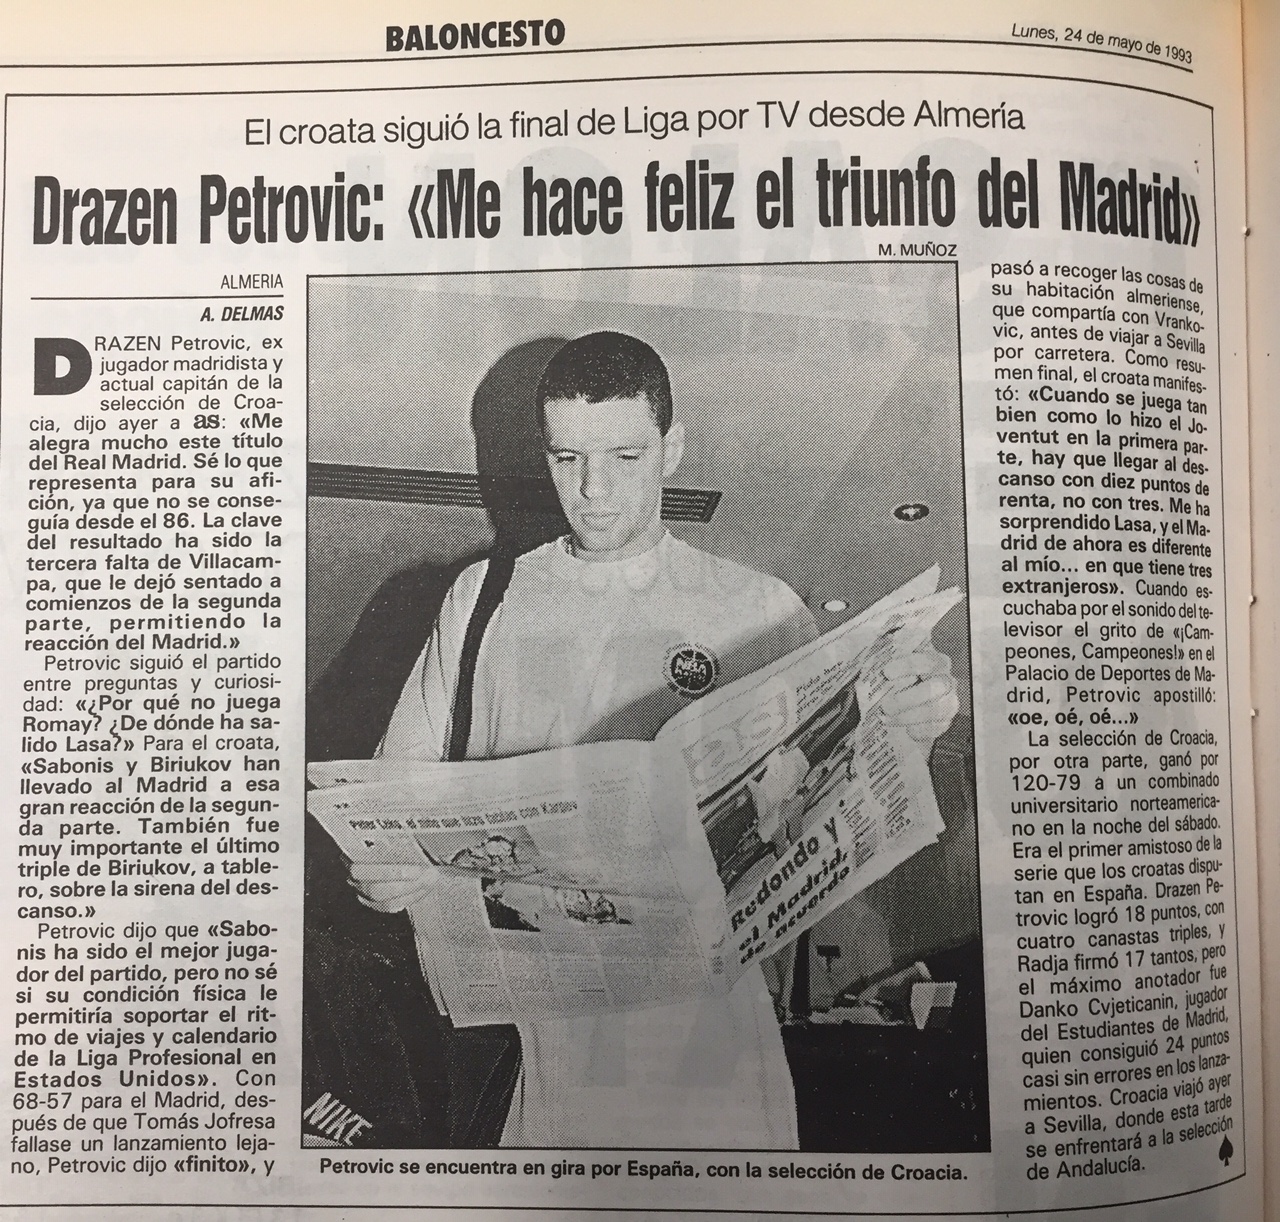 BALONCESTO
Lunes, 24 de mayo de 1993
El croata siguió la final de Liga por TV desde Almería
Drazen Petrovic: «Me hace feliz el triunfo del Madrid»
M. MUÑOZ
ALMERIA
A. DELMAS
DRAZEN Petrovic, ex
jugador madridista y
actual capitán de la
selección de Croa-
cia, dijo ayer a as: «Me
alegra mucho este título
del Real Madrid. Sé lo que
representa para su afi-
ción, ya que no se conse-
guía desde el 86. La clave
del resultado ha sido la
tercera falta de Villacam-
pa, que le dejó sentado a
comienzos de la segunda
parte, permitiendo la
reacción del Madrid.»
Petrovic siguió el partido
entre preguntas y curiosi-
dad: «¿Por qué no juega
Romay? ¿De dónde ha sa-
lido Lasa?» Para el croata,
«Sabonis y Biriukov han
llevado al Madrid a esa
gran reacción de la segun-
da parte. También fue
muy importante el último
triple de Biriukov, a table-
ro, sobre la sirena del des-
canso.»
Petrovic dijo que «Sabo-
nis ha sido el mejor juga-
dor del partido, pero no sé
si su condición física le
permitiría soportar el rit-
mo de viajes y calendario
de la Liga Profesional en
Estados Unidos». Con
68-57 para el Madrid, des-
pués de que Tomás Jofresa
fallase un lanzamiento leja-
no, Petrovic dijo «finito», y
pasó a recoger las cosas de
su habitación almeriense,
que compartía con Vranko-
vic, antes de viajar a Sevilla
por carretera. Como resu-
men final, el croata manifes-
tó: «Cuando se juega tan
bien como lo hizo el Jo-
ventut en la primera par-
te, hay que llegar al des-
canso con diez puntos de
renta, no con tres. Me ha
sorprendido Lasa, y el Ma-
drid de ahora es diferente
al mío... en que tiene tres
extranjeros». Cuando es-
cuchaba por el sonido del te-
levisor el grito de «¡Cam-
peones, Campeones!» en el
Palacio de Deportes de Ma-
drid, Petrovic apostilló:
«oe, oé, oé...»
La selección de Croacia,
por otra parte, ganó por
120-79 a un combinado
universitario norteamerica-
no en la noche del sábado.
Era el primer amistoso de la
serie que los croatas dispu-
tan en España. Drazen Pe-
trovic logró 18 puntos, con
cuatro canastas triples, y
Radja firmó 17 tantos, pero
el máximo anotador fue
Danko Cvjeticanin, jugador
del Estudiantes de Madrid,
quien consiguió 24 puntos
casi sin errores en los lanza-
mientos. Croacia viajó ayer
a Sevilla, donde esta tarde
se enfrentará a la selección
de Andalucía.
NBA
as
Peter Leko, el niño que hizo tablas con Karpov
Redondo y
el Madrid,
de acuerdo
NIKE
Petrovic se encuentra en gira por España, con la selección de Croacia.